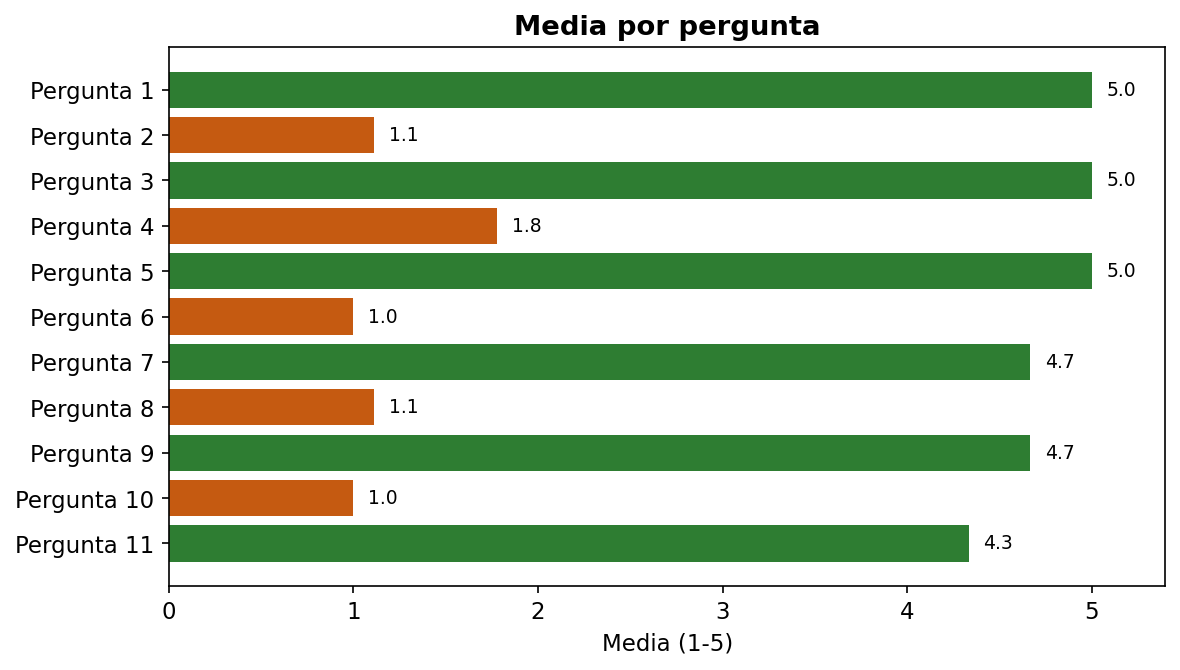 Media por pergunta
Pergunta 1 5.0
Pergunta 2 1.1
Pergunta 3 5.0
Pergunta 4 1.8
Pergunta 5 5.0
Pergunta 6 1.0
Pergunta 7 4.7
Pergunta 8 1.1
Pergunta 9 4.7
Pergunta 10 1.0
Pergunta 11 4.3
0 1 2 3 4 5
Media (1-5)